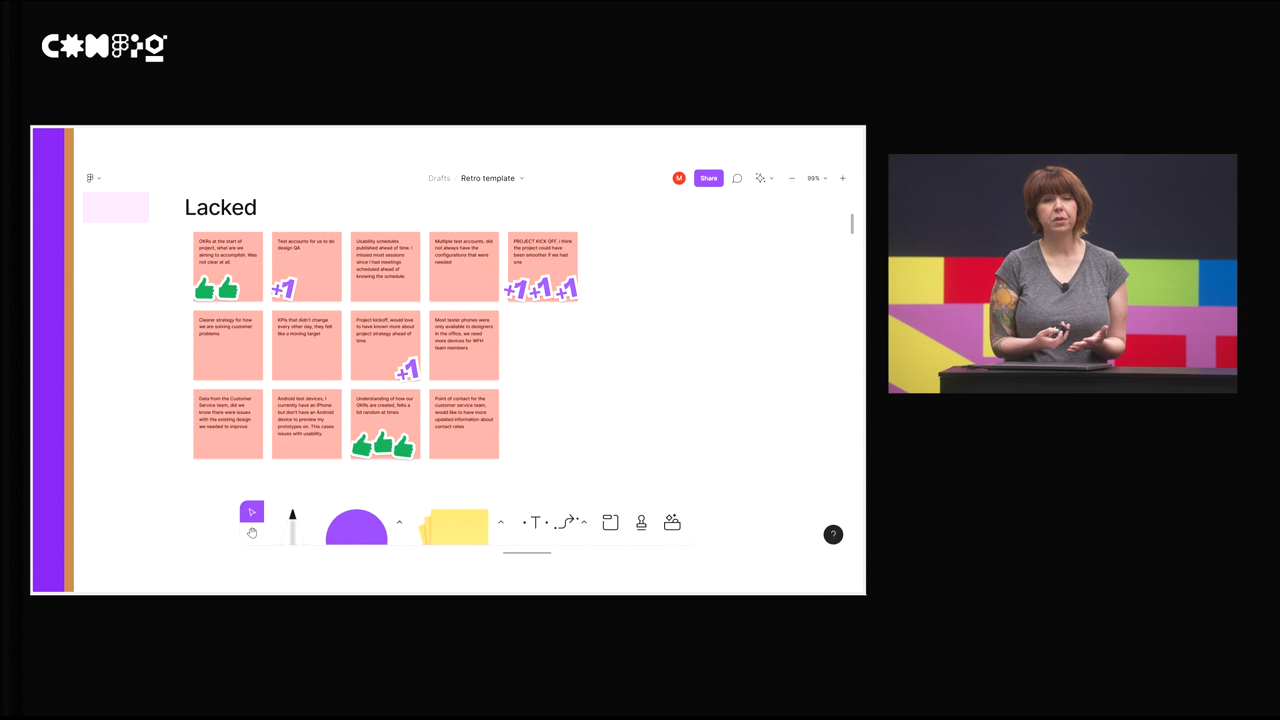 CONFIG
Drafts / Retro template
M
Share
99%
Lacked
OKRs at the start of
project, what are we
aiming to accomplish. Was
not clear at all.
Test accounts for us to do
design QA
+1
Usability schedules
published ahead of time. I
missed most sessions
since I had meetings
scheduled ahead of
knowing the schedule.
Multiple test accounts, did
not always have the
configurations that were
needed
PROJECT KICK OFF, I think
the project could have
been smoother if we had
one
+1 +1 +1
Clearer strategy for how
we are solving customer
problems
KPIs that didn't change
every other day, they felt
like a moving target
Project kickoff, would love
to have known more about
project strategy ahead of
time
+1
Most tester phones were
only available to designers
in the office, we need
more devices for WFH
team members
Data from the Customer
Service team, did we
know there were issues
with the existing design
we needed to improve
Android test devices, I
currently have an iPhone
but don't have an Android
device to preview my
prototypes on. This cases
issues with usability.
Understanding of how our
OKRs are created, felts a
bit random at times
Point of contact for the
customer service team,
would like to have more
updated information about
contact rates
T
?